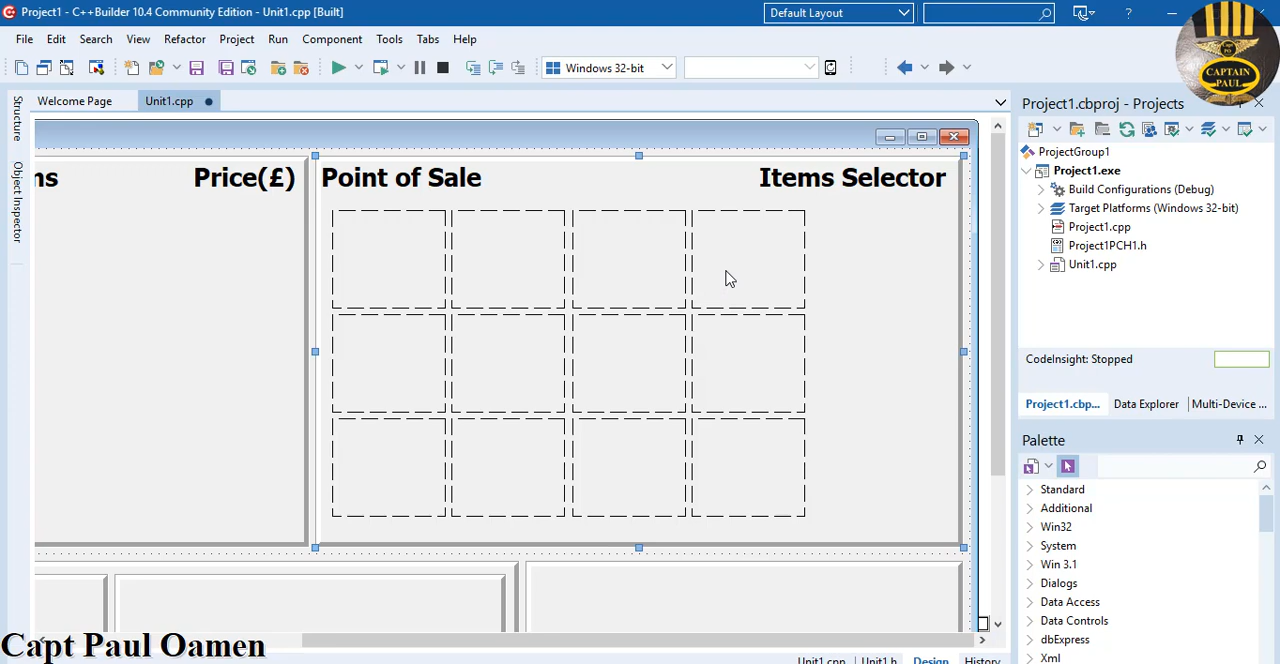 Project1 - C++Builder 10.4 Community Edition - Unit1.cpp [Built]
Default Layout
?
File Edit Search View Refactor Project Run Component Tools Tabs Help
Windows 32-bit
Capt PO
CAPTAIN PAUL
Welcome Page Unit1.cpp
Project1.cbproj - Projects
Structure
Object Inspector
ms Price(£) Point of Sale Items Selector
ProjectGroup1
Project1.exe
Build Configurations (Debug)
Target Platforms (Windows 32-bit)
Project1.cpp
Project1PCH1.h
Unit1.cpp
CodeInsight: Stopped
Project1.cbp... Data Explorer Multi-Device ...
Palette
Standard
Additional
Win32
System
Win 3.1
Dialogs
Data Access
Data Controls
dbExpress
Xml
Capt Paul Oamen
Unit1.cpp Unit1.h Design History